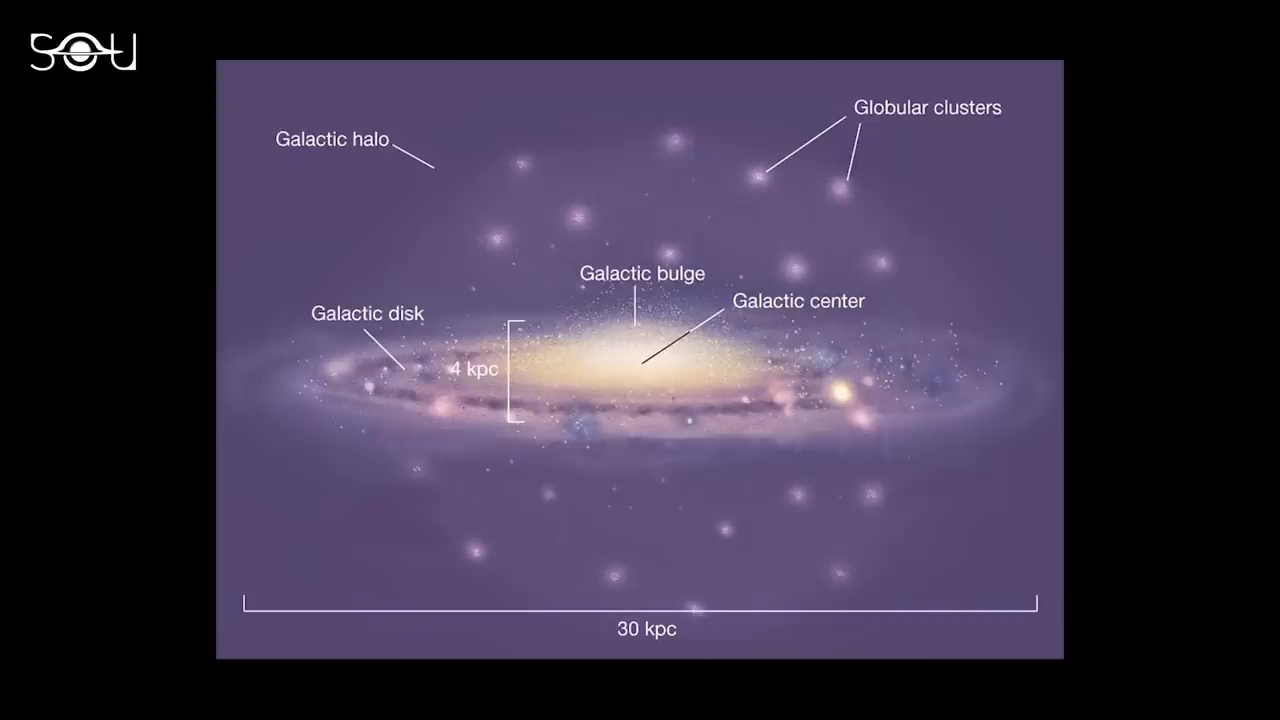 SOU
Globular clusters
Galactic halo
Galactic bulge
Galactic center
Galactic disk
4 kpc
30 kpc